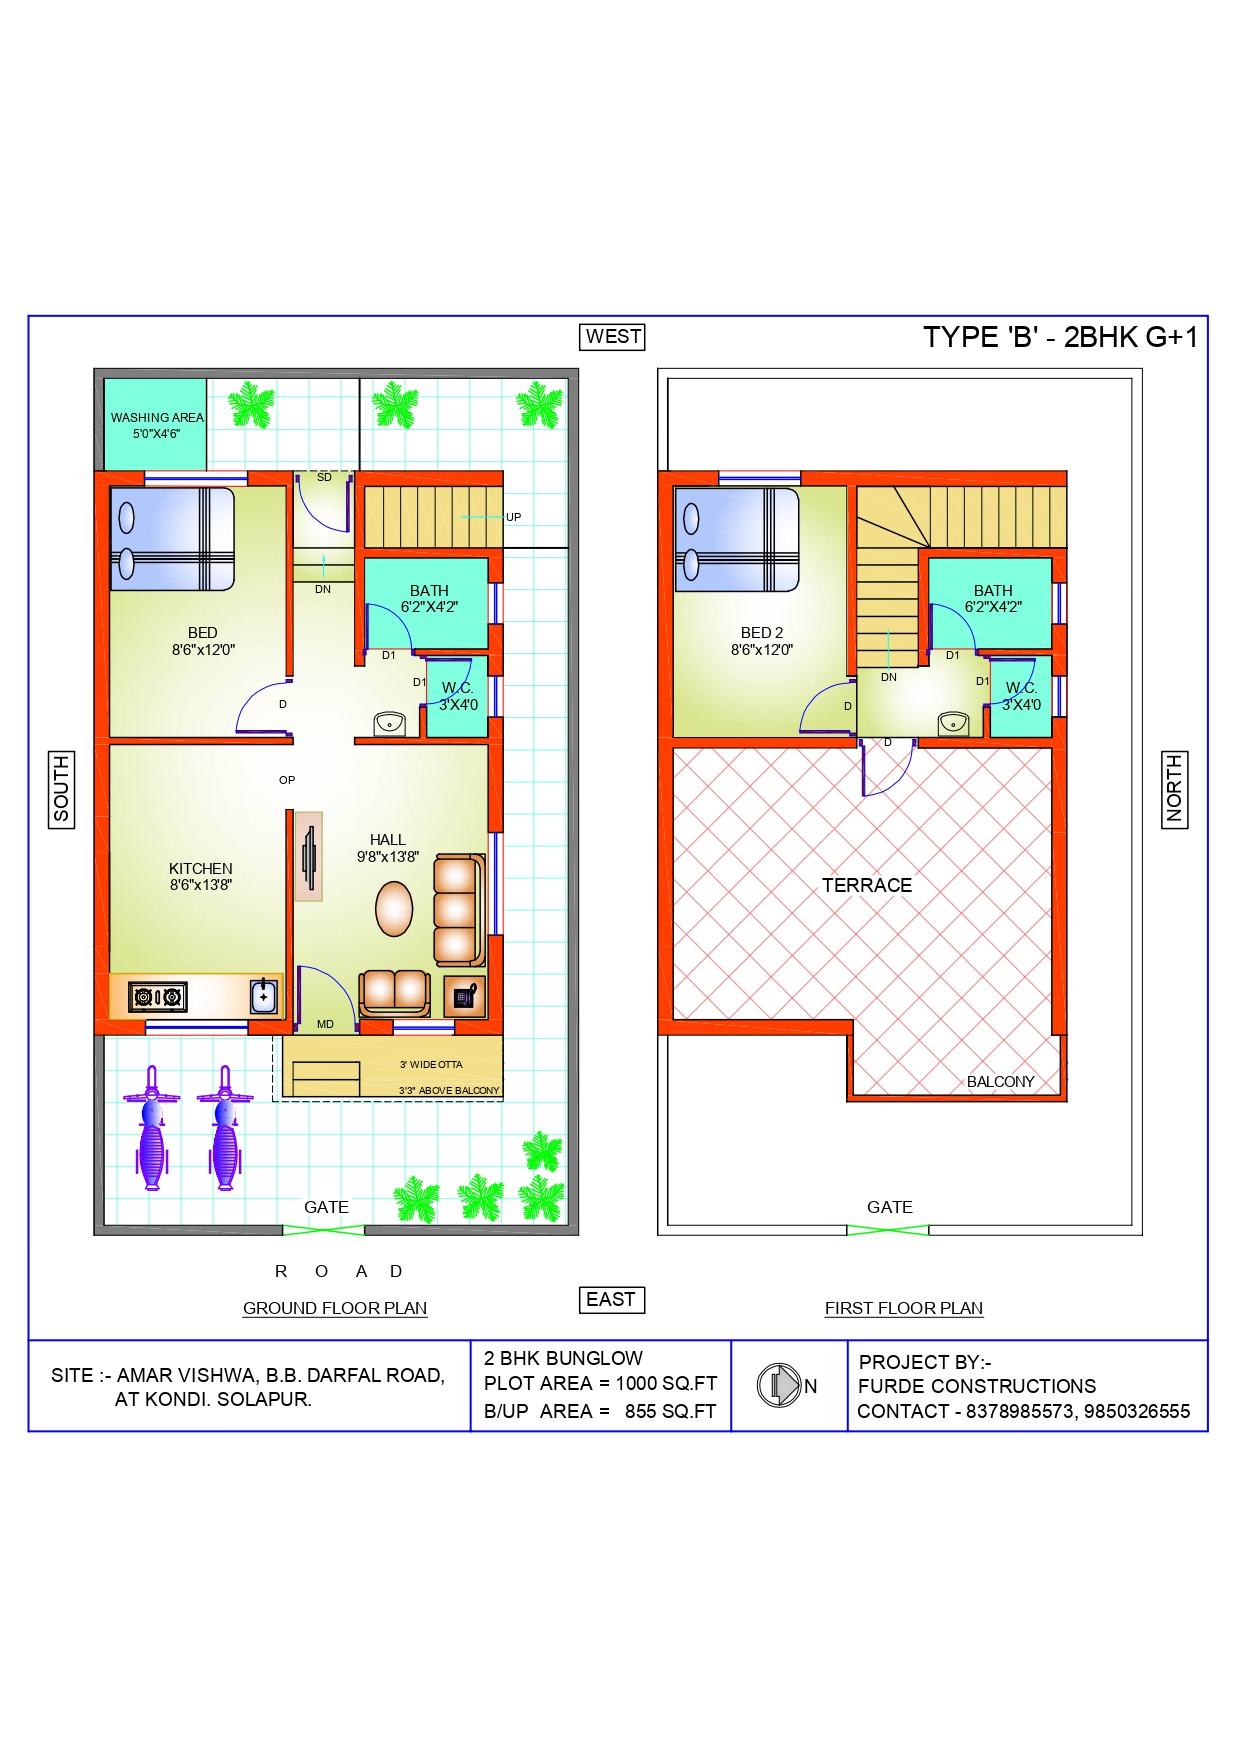 WEST
TYPE 'B' - 2BHK G+1
WASHING AREA
5'0"X4'6"
SD
UP
DN
BATH
6'2"X4'2"
BED
8'6"x12'0"
D1
D1
W.C.
3'X4'0
D
OP
HALL
9'8"x13'8"
KITCHEN
8'6"x13'8"
MD
3' WIDE OTTA
3'3" ABOVE BALCONY
GATE
SOUTH
R O A D
GROUND FLOOR PLAN
BATH
6'2"X4'2"
BED 2
8'6"x12'0"
D1
DN
D1
W.C.
3'X4'0
D
D
TERRACE
BALCONY
GATE
NORTH
EAST
FIRST FLOOR PLAN
SITE :- AMAR VISHWA, B.B. DARFAL ROAD,
AT KONDI. SOLAPUR.
2 BHK BUNGLOW
PLOT AREA = 1000 SQ.FT
B/UP AREA = 855 SQ.FT
N
PROJECT BY:-
FURDE CONSTRUCTIONS
CONTACT - 8378985573, 9850326555